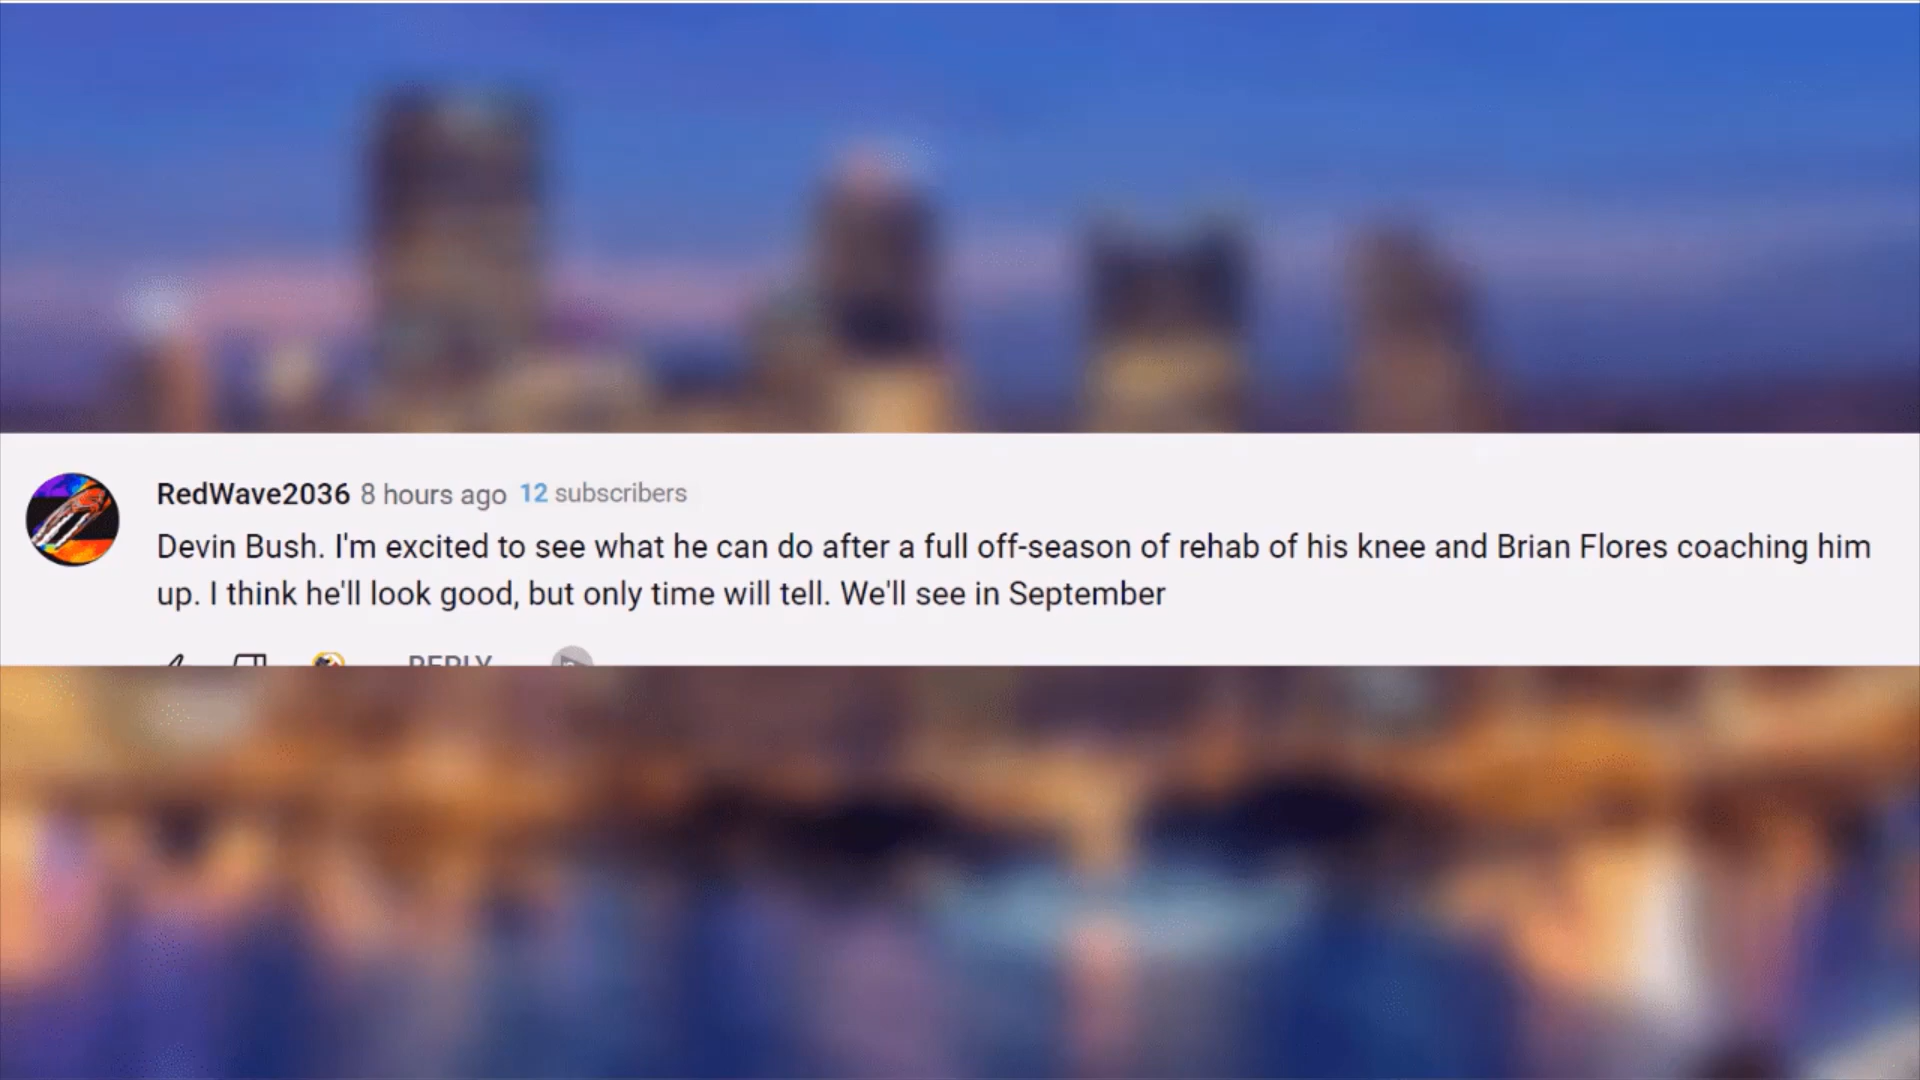 RedWave2036 8 hours ago 12 subscribers
Devin Bush. I'm excited to see what he can do after a full off-season of rehab of his knee and Brian Flores coaching him
up. I think he'll look good, but only time will tell. We'll see in September
REPLY